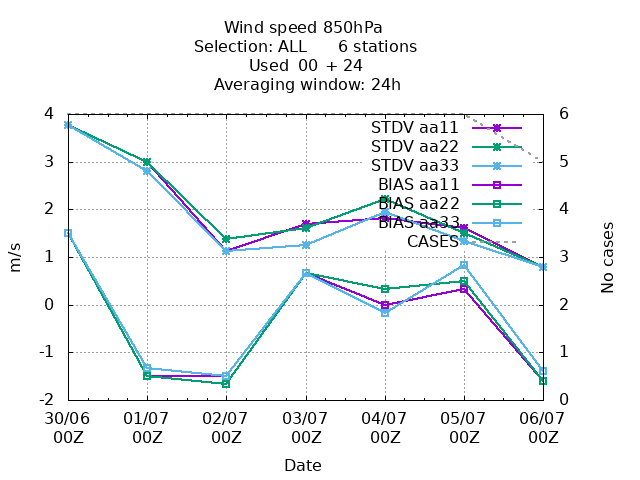 Wind speed 850hPa
Selection: ALL 6 stations
Used 00 + 24
Averaging window: 24h
4 6
STDV aa11
STDV aa22
STDV aa33
BIAS aa11
BIAS aa22
BIAS aa33
CASES
3 5
2 4
1 3
0 2
-1 1
-2 0
m/s
No cases
30/06 01/07 02/07 03/07 04/07 05/07 06/07
00Z 00Z 00Z 00Z 00Z 00Z 00Z
Date